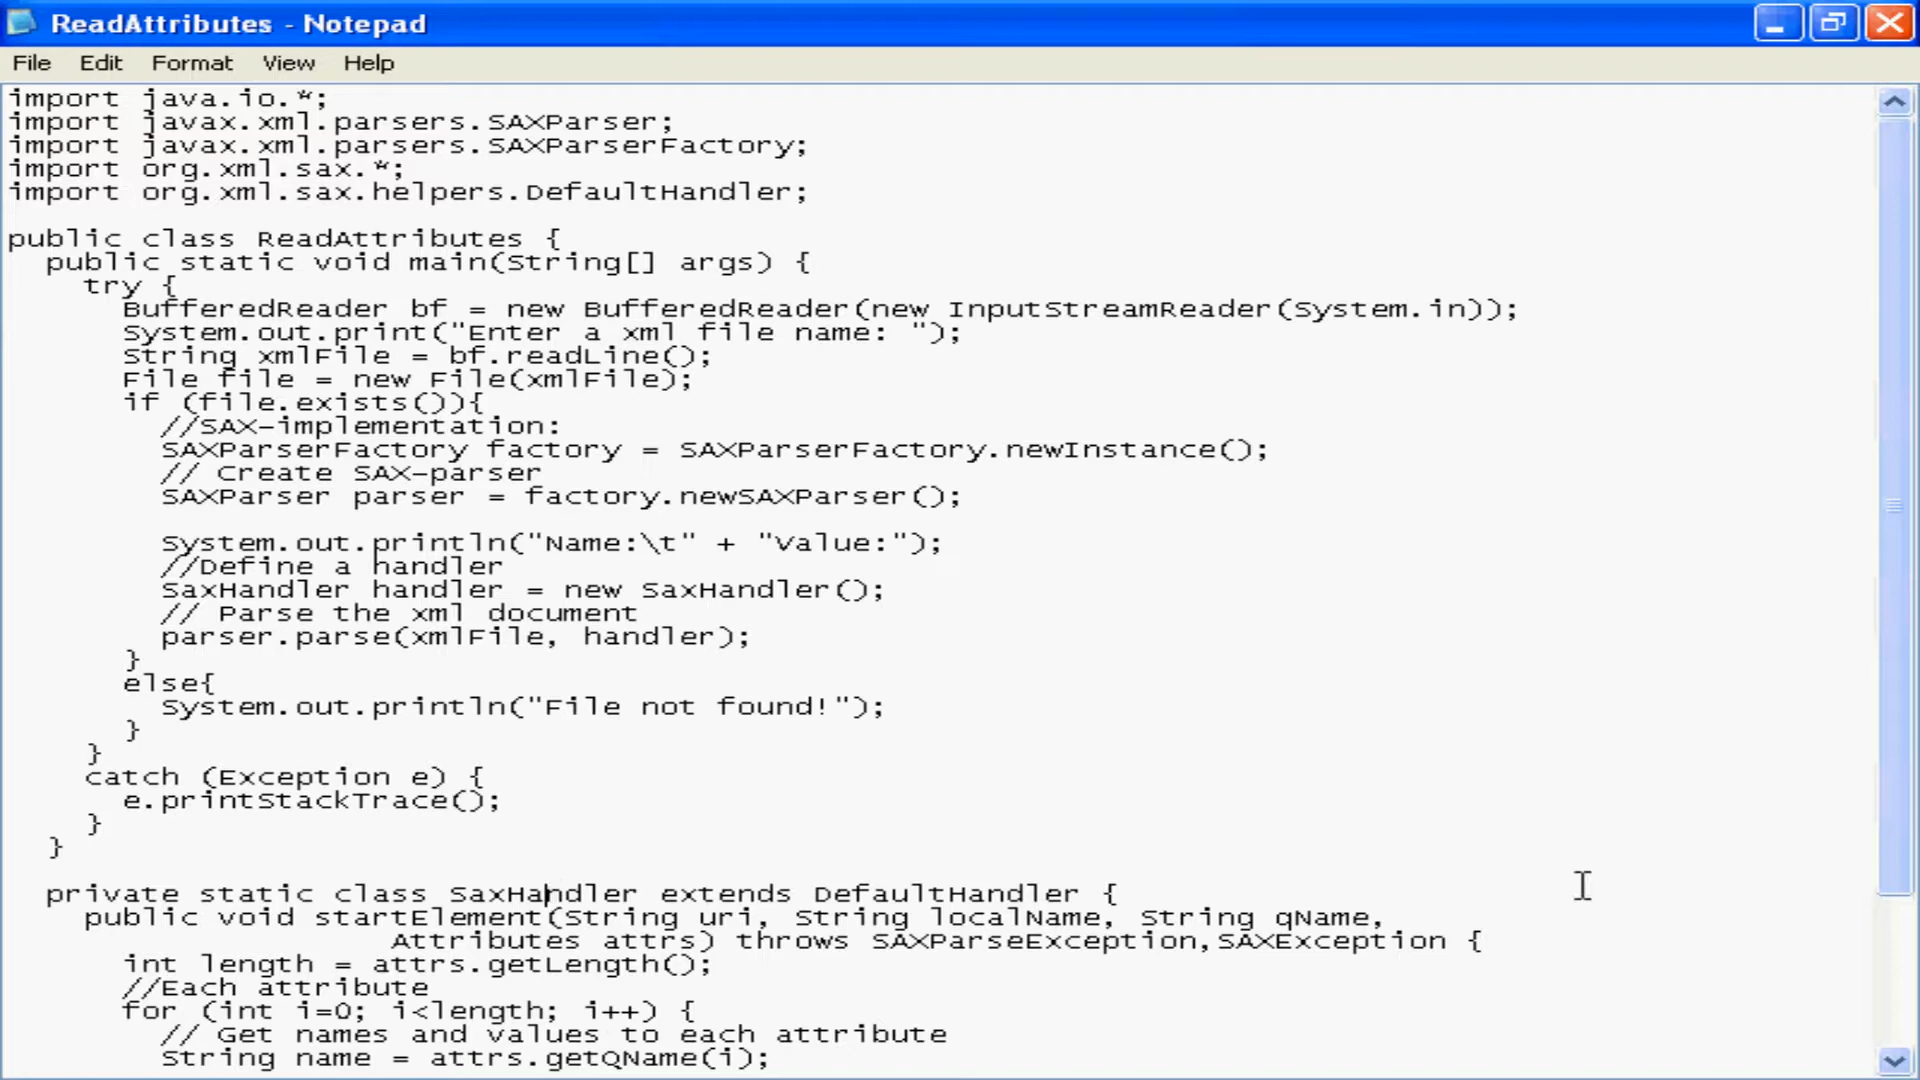 ReadAttributes - Notepad
File Edit Format View Help
import java.io.*;
import javax.xml.parsers.SAXParser;
import javax.xml.parsers.SAXParserFactory;
import org.xml.sax.*;
import org.xml.sax.helpers.DefaultHandler;

public class ReadAttributes {
   public static void main(String[] args) {
      try {
         BufferedReader bf = new BufferedReader(new InputStreamReader(System.in));
         System.out.print("Enter a xml file name: ");
         String xmlFile = bf.readLine();
         File file = new File(xmlFile);
         if (file.exists()){
            //SAX-implementation:
            SAXParserFactory factory = SAXParserFactory.newInstance();
            // Create SAX-parser
            SAXParser parser = factory.newSAXParser();

            System.out.println("Name:\t" + "Value:");
            //Define a handler
            SaxHandler handler = new SaxHandler();
            // Parse the xml document
            parser.parse(xmlFile, handler);
         }
         else{
            System.out.println("File not found!");
         }
      }
      catch (Exception e) {
         e.printStackTrace();
      }
   }

   private static class SaxHandler extends DefaultHandler {
      public void startElement(String uri, String localName, String qName,
                              Attributes attrs) throws SAXParseException,SAXException {
         int length = attrs.getLength();
         //Each attribute
         for (int i=0; i<length; i++) {
            // Get names and values to each attribute
            String name = attrs.getQName(i);